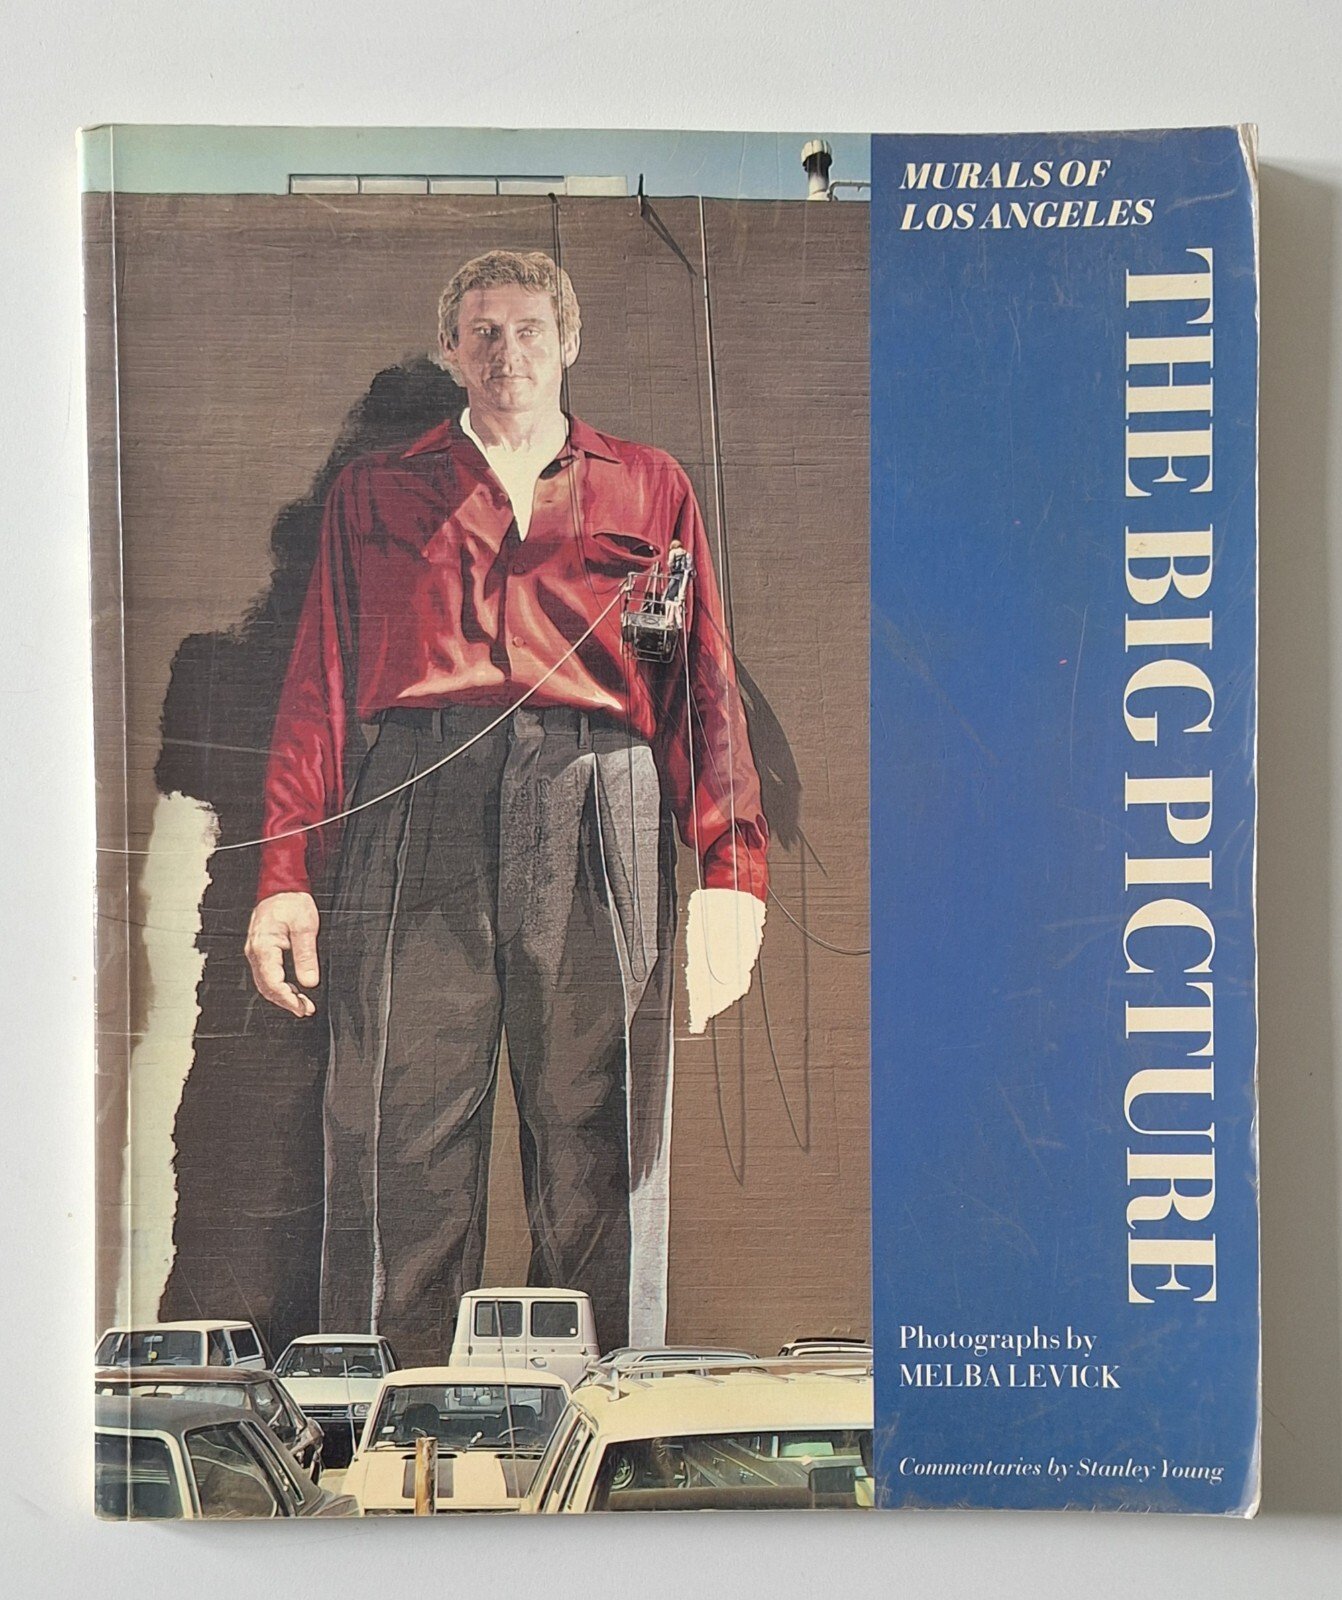 MURALS OF
LOS ANGELES
THE BIG PICTURE
Photographs by
MELBA LEVICK
Commentaries by Stanley Young